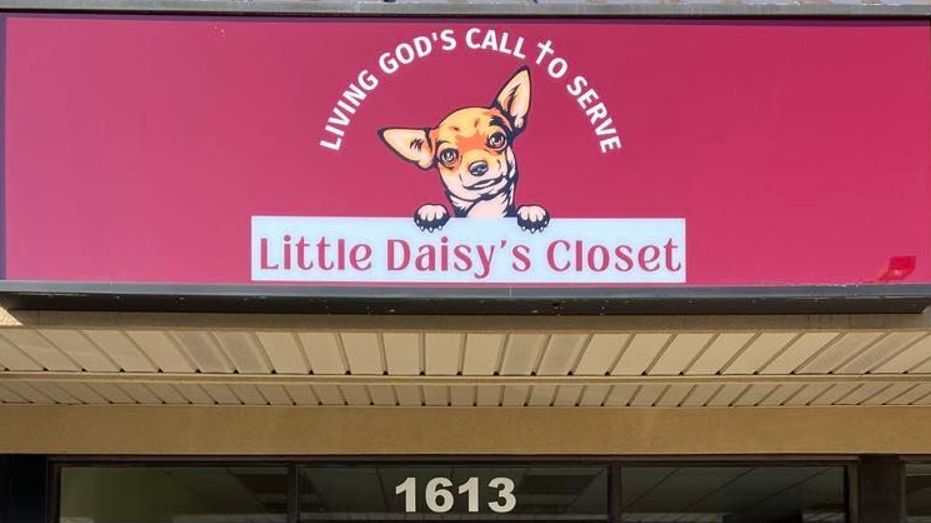 LIVING GOD'S CALL TO SERVE
Little Daisy's Closet
1613